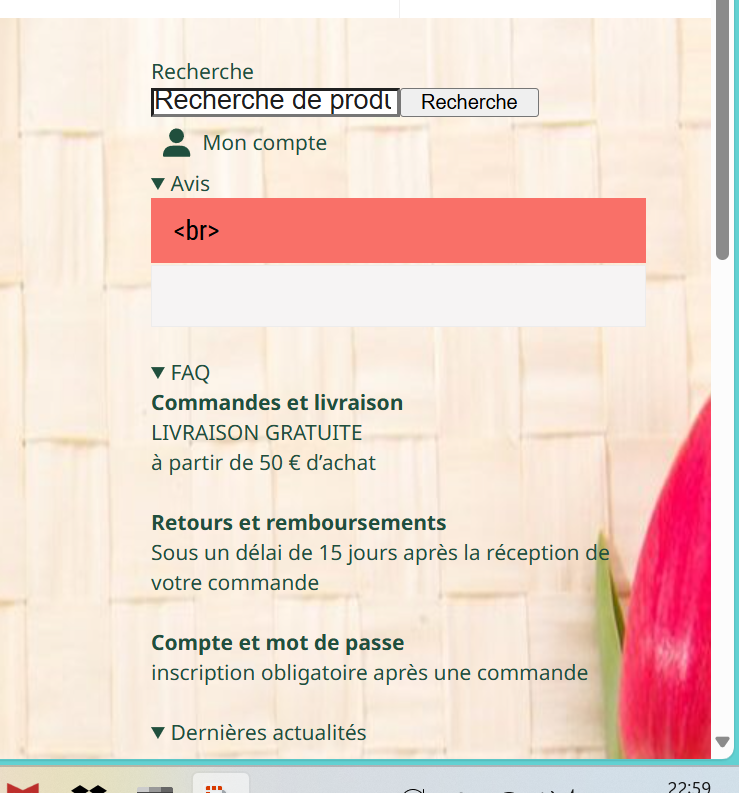 Recherche
Recherche de produ
Recherche
Mon compte
▼ Avis
<br>
▼ FAQ
Commandes et livraison
LIVRAISON GRATUITE
à partir de 50 € d’achat
Retours et remboursements
Sous un délai de 15 jours après la réception de
votre commande
Compte et mot de passe
inscription obligatoire après une commande
▼ Dernières actualités
22:59